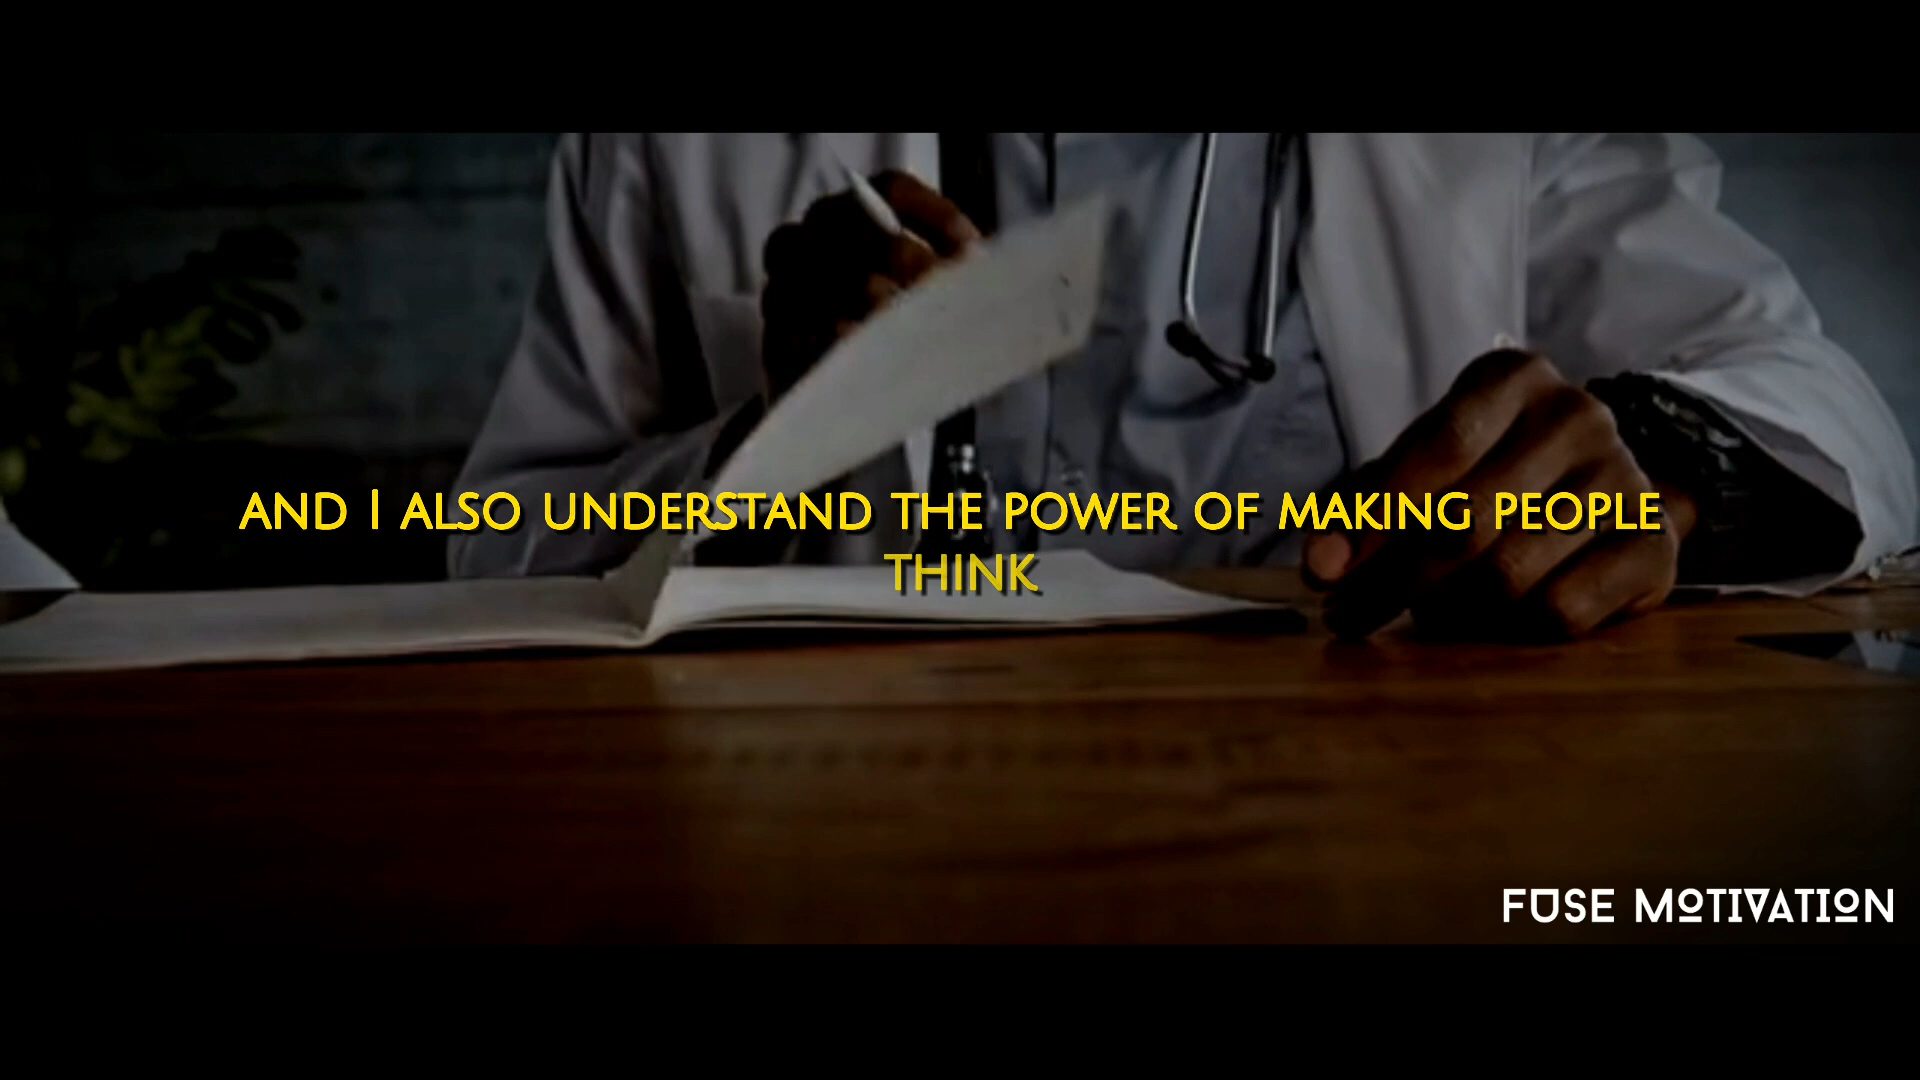 AND I ALSO UNDERSTAND THE POWER OF MAKING PEOPLE
THINK
FUSE MOTIVATION